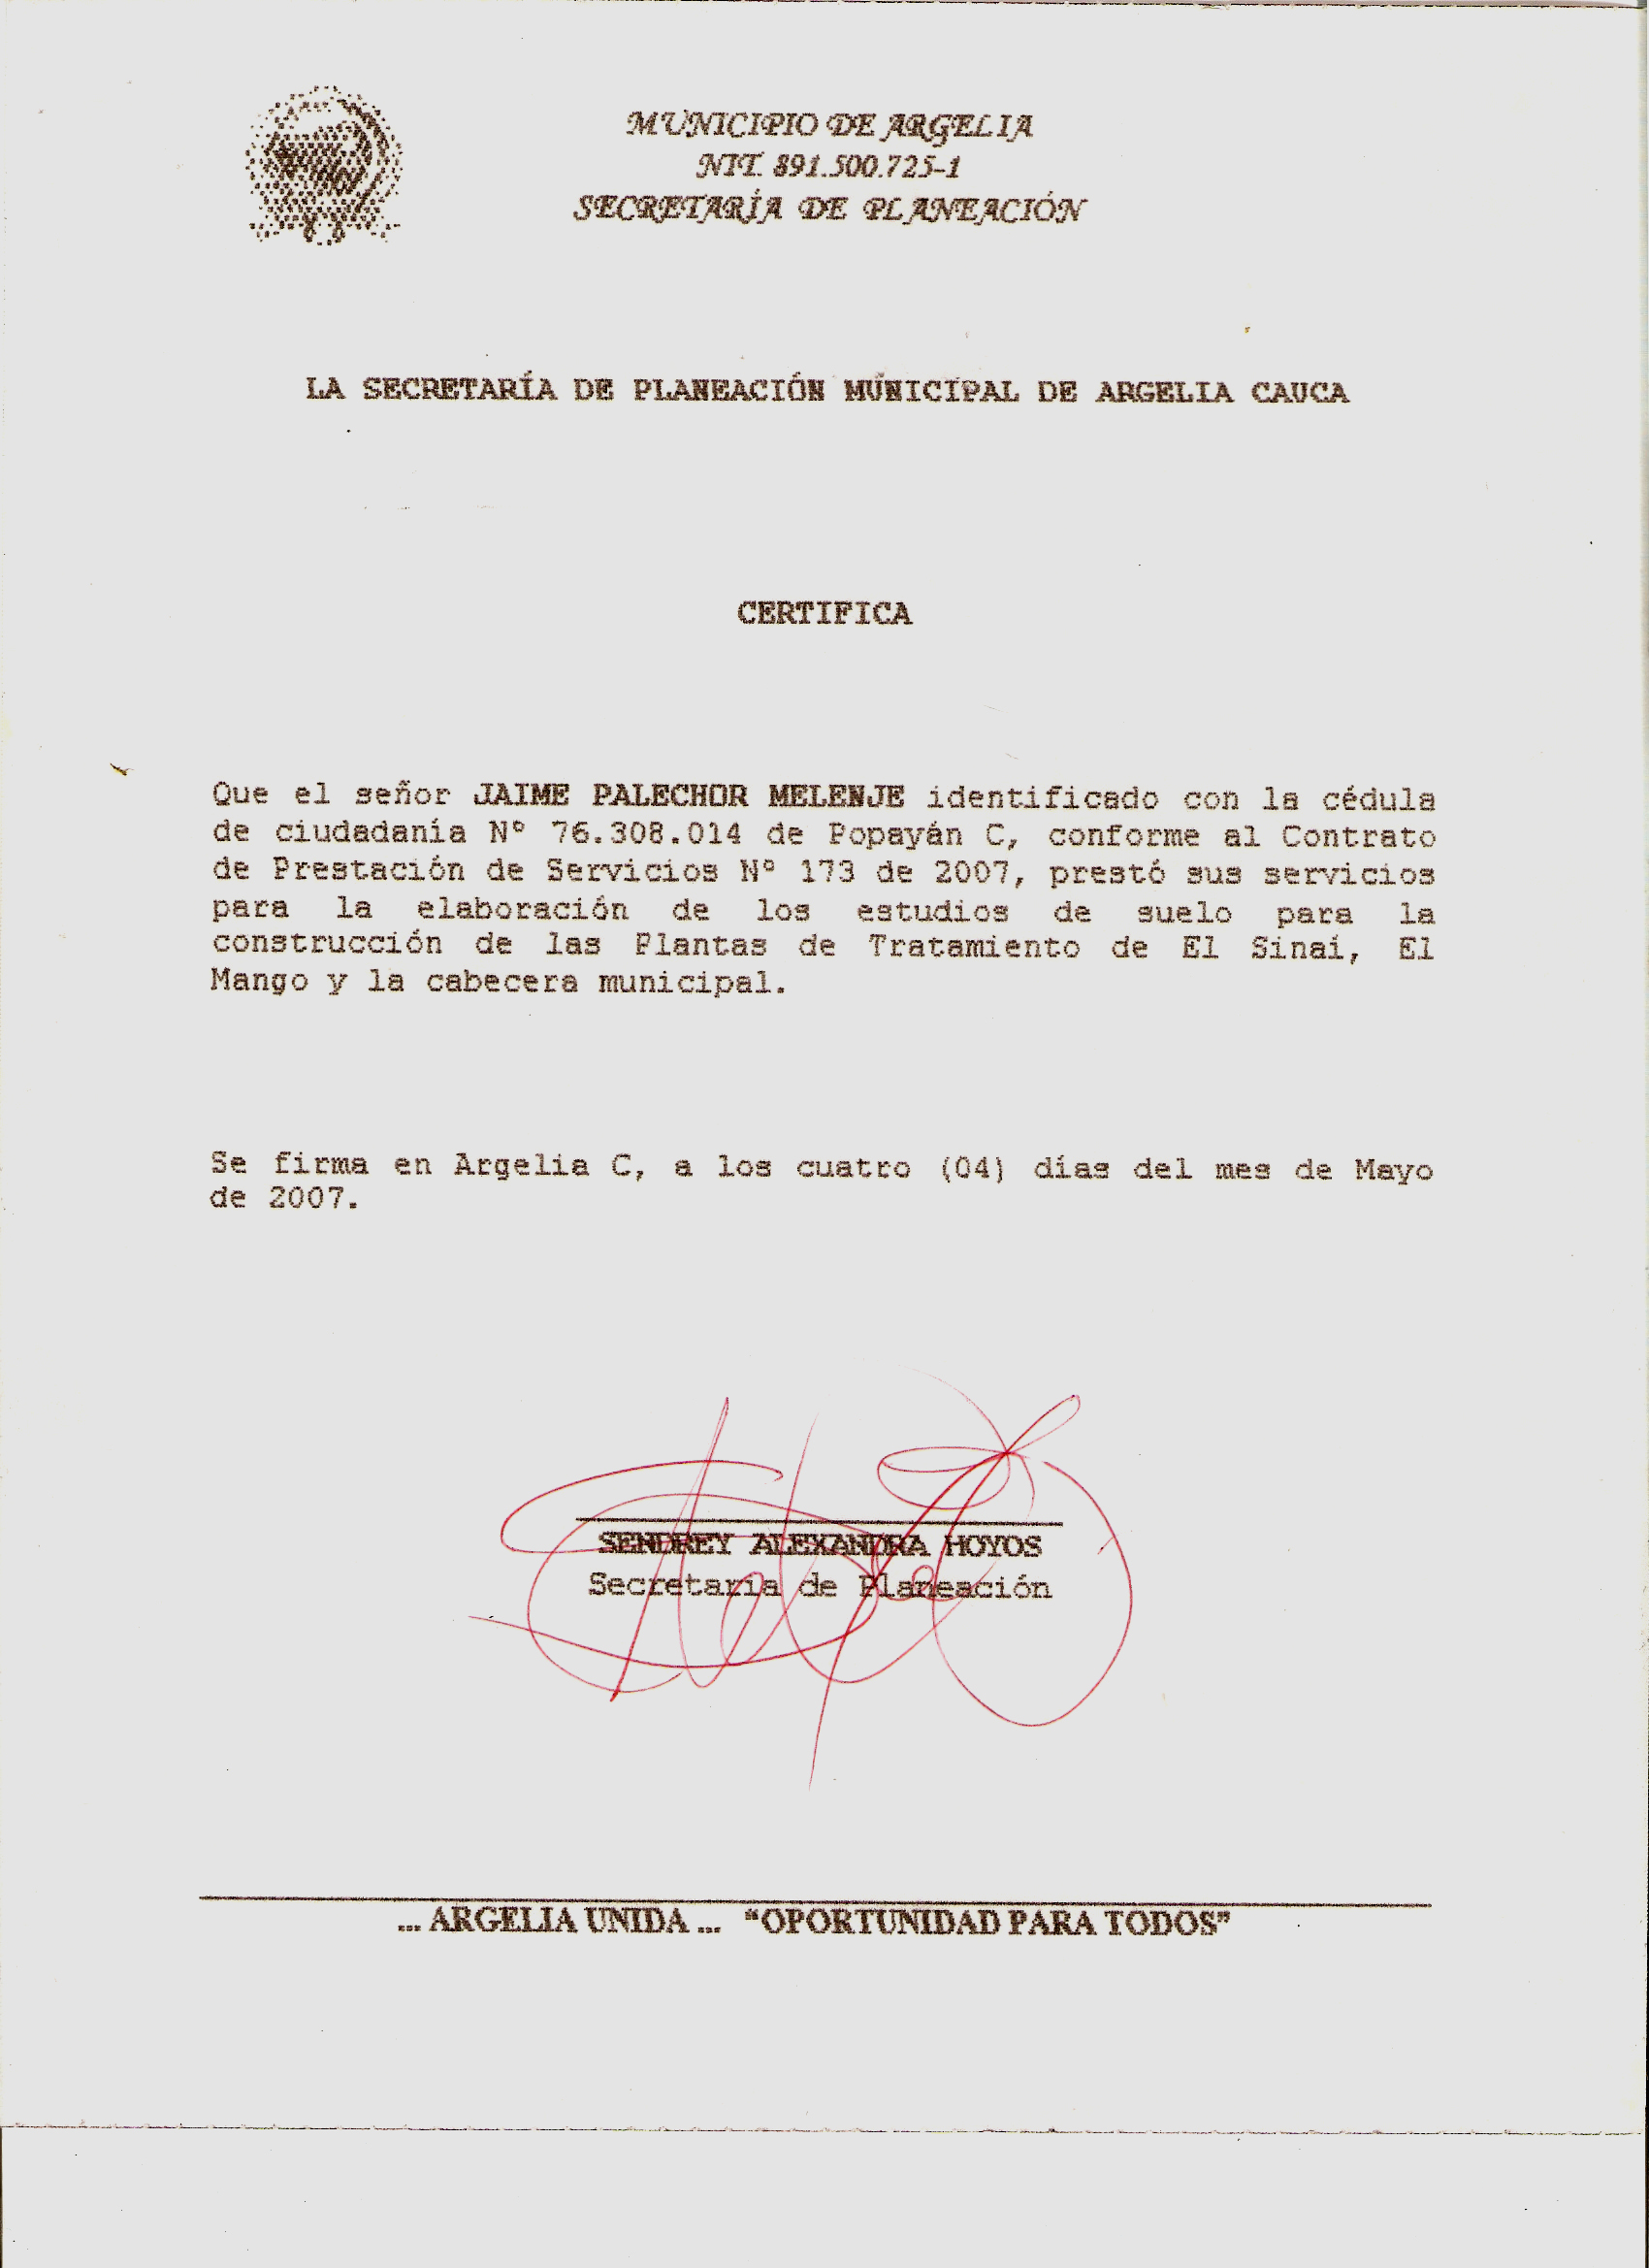 MUNICIPIO DE ARGELIA
NIT. 891.500.725-1
SECRETARÍA DE PLANEACIÓN
LA SECRETARÍA DE PLANEACIÓN MUNICIPAL DE ARGELIA CAUCA
CERTIFICA
Que el señor JAIME PALECHOR MELENJE identificado con la cédula
de ciudadanía Nº 76.308.014 de Popayán C, conforme al Contrato
de Prestación de Servicios Nº 173 de 2007, prestó sus servicios
para la elaboración de los estudios de suelo para la
construcción de las Plantas de Tratamiento de El Sinaí, El
Mango y la cabecera municipal.
Se firma en Argelia C, a los cuatro (04) días del mes de Mayo
de 2007.
SENDREY ALEXANDRA HOYOS
Secretaria de Planeación
... ARGELIA UNIDA ... “OPORTUNIDAD PARA TODOS”